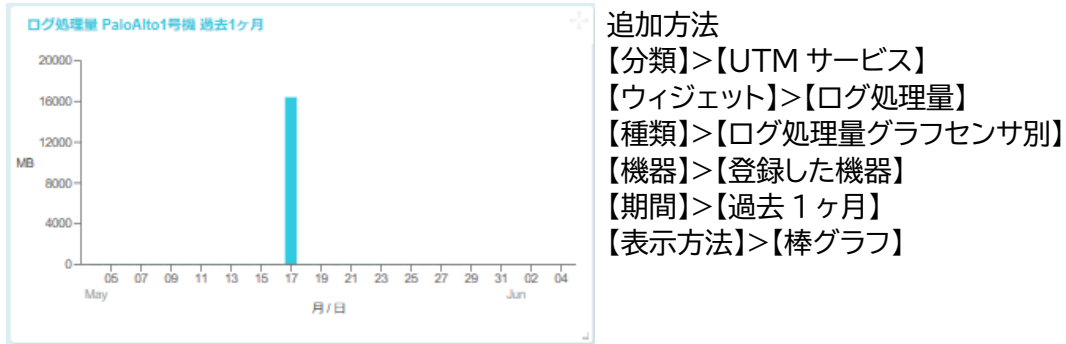 ログ処理量 PaloAlto1号機 過去1ヶ月
20000
16000
12000
MB
8000
4000
0
05 07 09 11 13 15 17 19 21 23 25 27 29 31 02 04
May Jun
月/日
追加方法
【分類】>【UTM サービス】
【ウィジェット】>【ログ処理量】
【種類】>【ログ処理量グラフセンサ別】
【機器】>【登録した機器】
【期間】>【過去 1 ヶ月】
【表示方法】>【棒グラフ】